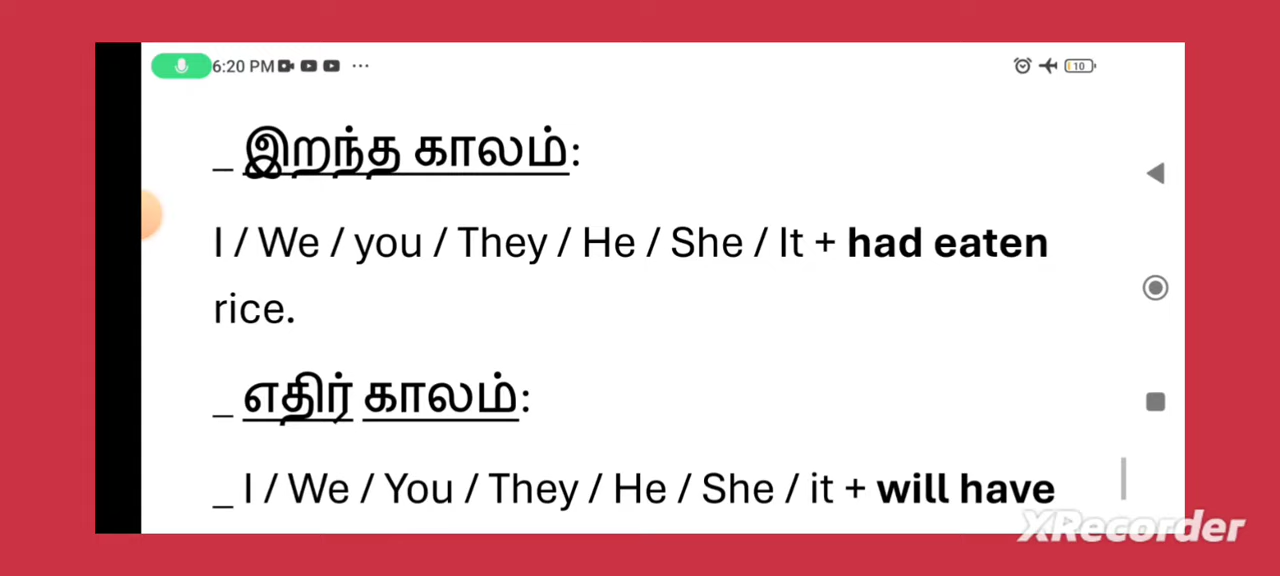 6:20 PM ...
10
_ இறந்த காலம்:
I / We / you / They / He / She / It + had eaten
rice.
_ எதிர் காலம்:
_ I / We / You / They / He / She / it + will have
XRecorder